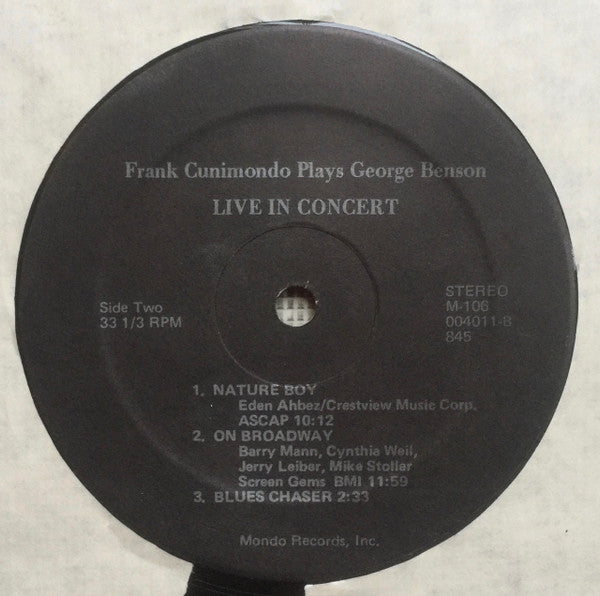 Frank Cunimondo Plays George Benson
LIVE IN CONCERT
Side Two
33 1/3 RPM
STEREO
M-106
004011-B
845
1. NATURE BOY
Eden Ahbez/Crestview Music Corp.
ASCAP 10:12
2. ON BROADWAY
Barry Mann, Cynthia Weil,
Jerry Leiber, Mike Stoller
Screen Gems BMI 11:59
3. BLUES CHASER 2:33
Mondo Records, Inc.